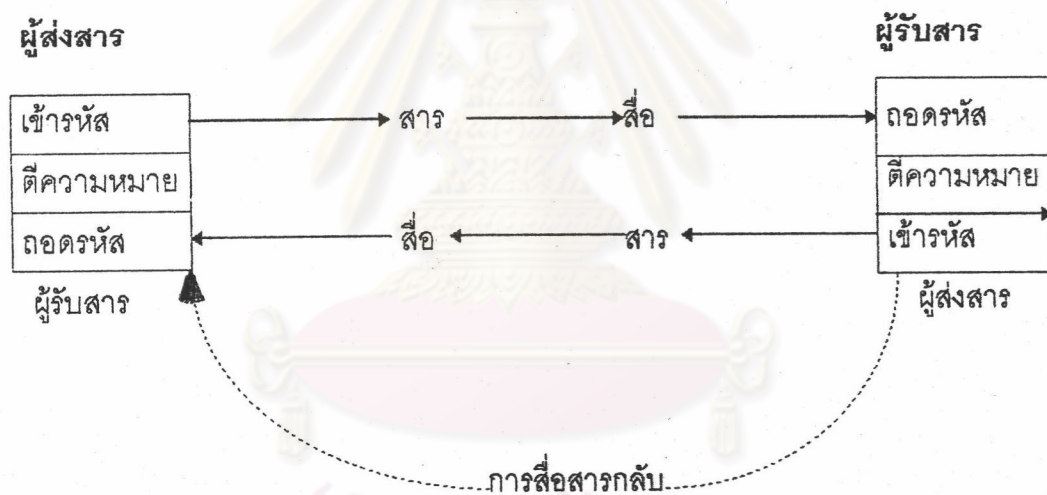 ผู้ส่งสาร ผู้รับสาร
เข้ารหัส สาร สื่อ ถอดรหัส
ตีความหมาย ตีความหมาย
ถอดรหัส สื่อ สาร เข้ารหัส
ผู้รับสาร ผู้ส่งสาร
การสื่อสารกลับ